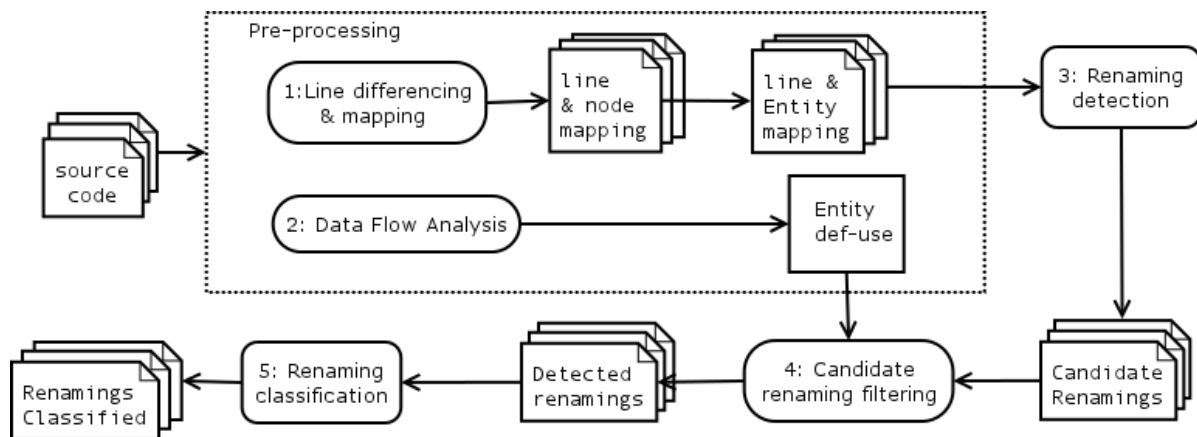 Pre-processing
1:Line differencing
& mapping
line
& node
mapping
line &
Entity
mapping
3: Renaming
detection
source
code
2: Data Flow Analysis
Entity
def-use
Renamings
Classified
5: Renaming
classification
Detected
renamings
4: Candidate
renaming filtering
Candidate
Renamings